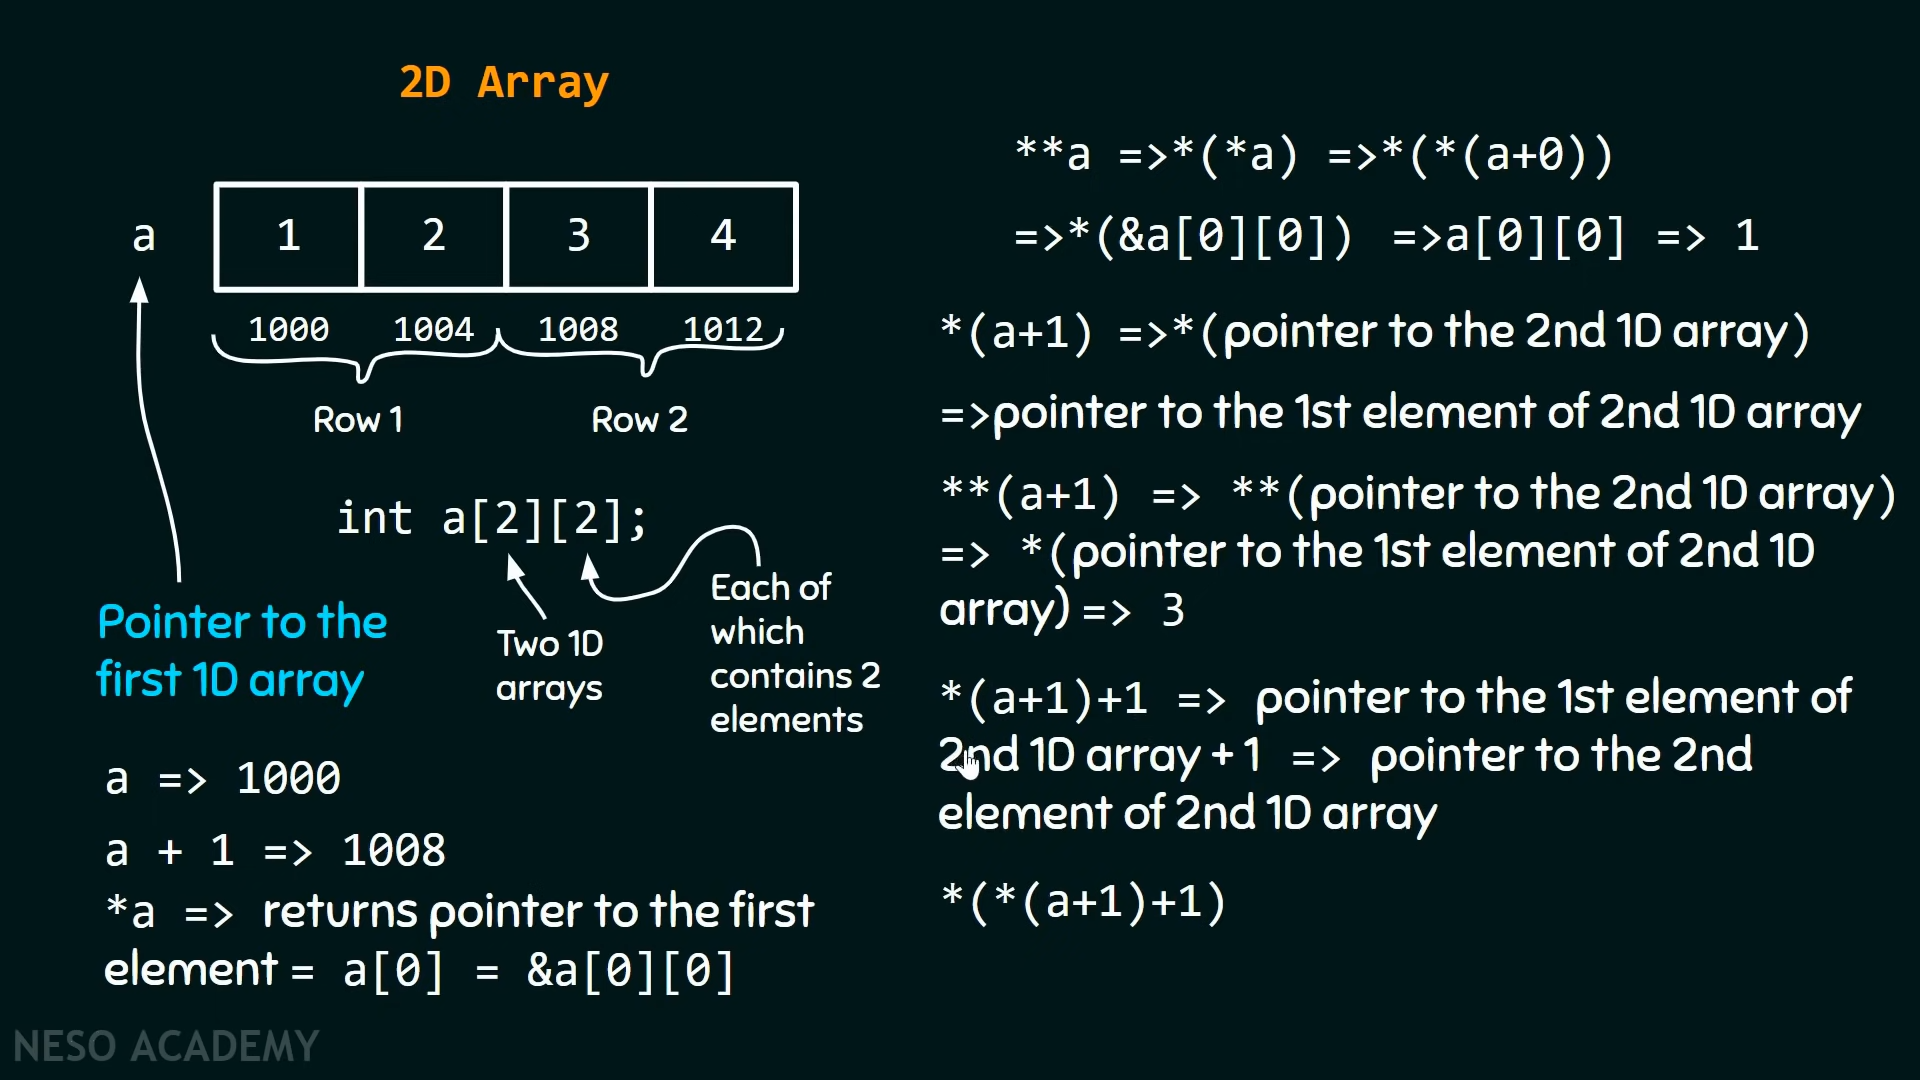 2D Array
a 1 2 3 4
1000 1004 1008 1012
Row 1 Row 2
int a[2][2];
Two 1D
arrays
Each of
which
contains 2
elements
Pointer to the
first 1D array
a => 1000
a + 1 => 1008
*a => returns pointer to the first
element = a[0] = &a[0][0]
**a =>*(*a) =>*(*(a+0))
=>*(&a[0][0]) =>a[0][0] => 1
*(a+1) =>*(pointer to the 2nd 1D array)
=>pointer to the 1st element of 2nd 1D array
**(a+1) => **(pointer to the 2nd 1D array)
=> *(pointer to the 1st element of 2nd 1D
array) => 3
*(a+1)+1 => pointer to the 1st element of
2nd 1D array + 1 => pointer to the 2nd
element of 2nd 1D array
*(*(a+1)+1)
NESO ACADEMY